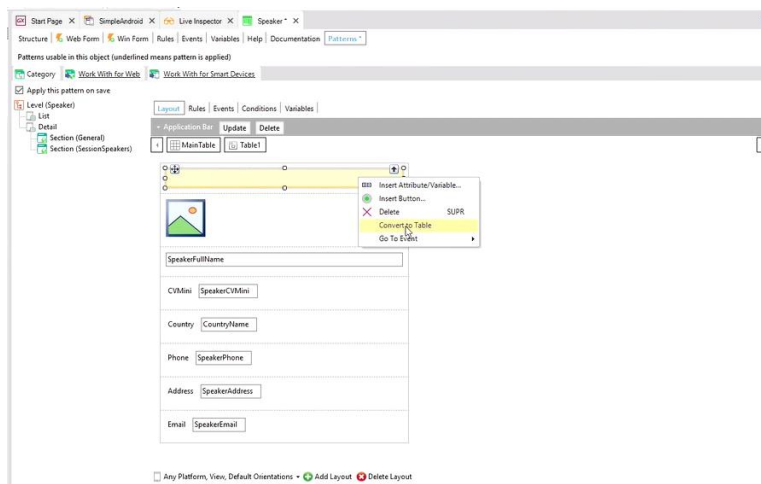 Start Page X SimpleAndroid X Live Inspector X Speaker * X
Structure Web Form Win Form Rules Events Variables Help Documentation Patterns *
Patterns usable in this object (underlined means pattern is applied)
Category Work With for Web Work With for Smart Devices
Apply this pattern on save
Level (Speaker)
List
Detail
Section (General)
Section (SessionSpeakers)
Layout Rules Events Conditions Variables
Application Bar Update Delete
MainTable Table1
Insert Attribute/Variable...
Insert Button...
Delete SUPR
Convert to Table
Go To Event
SpeakerFullName
CVMini SpeakerCVMini
Country CountryName
Phone SpeakerPhone
Address SpeakerAddress
Email SpeakerEmail
Any Platform, View, Default Orientations Add Layout Delete Layout